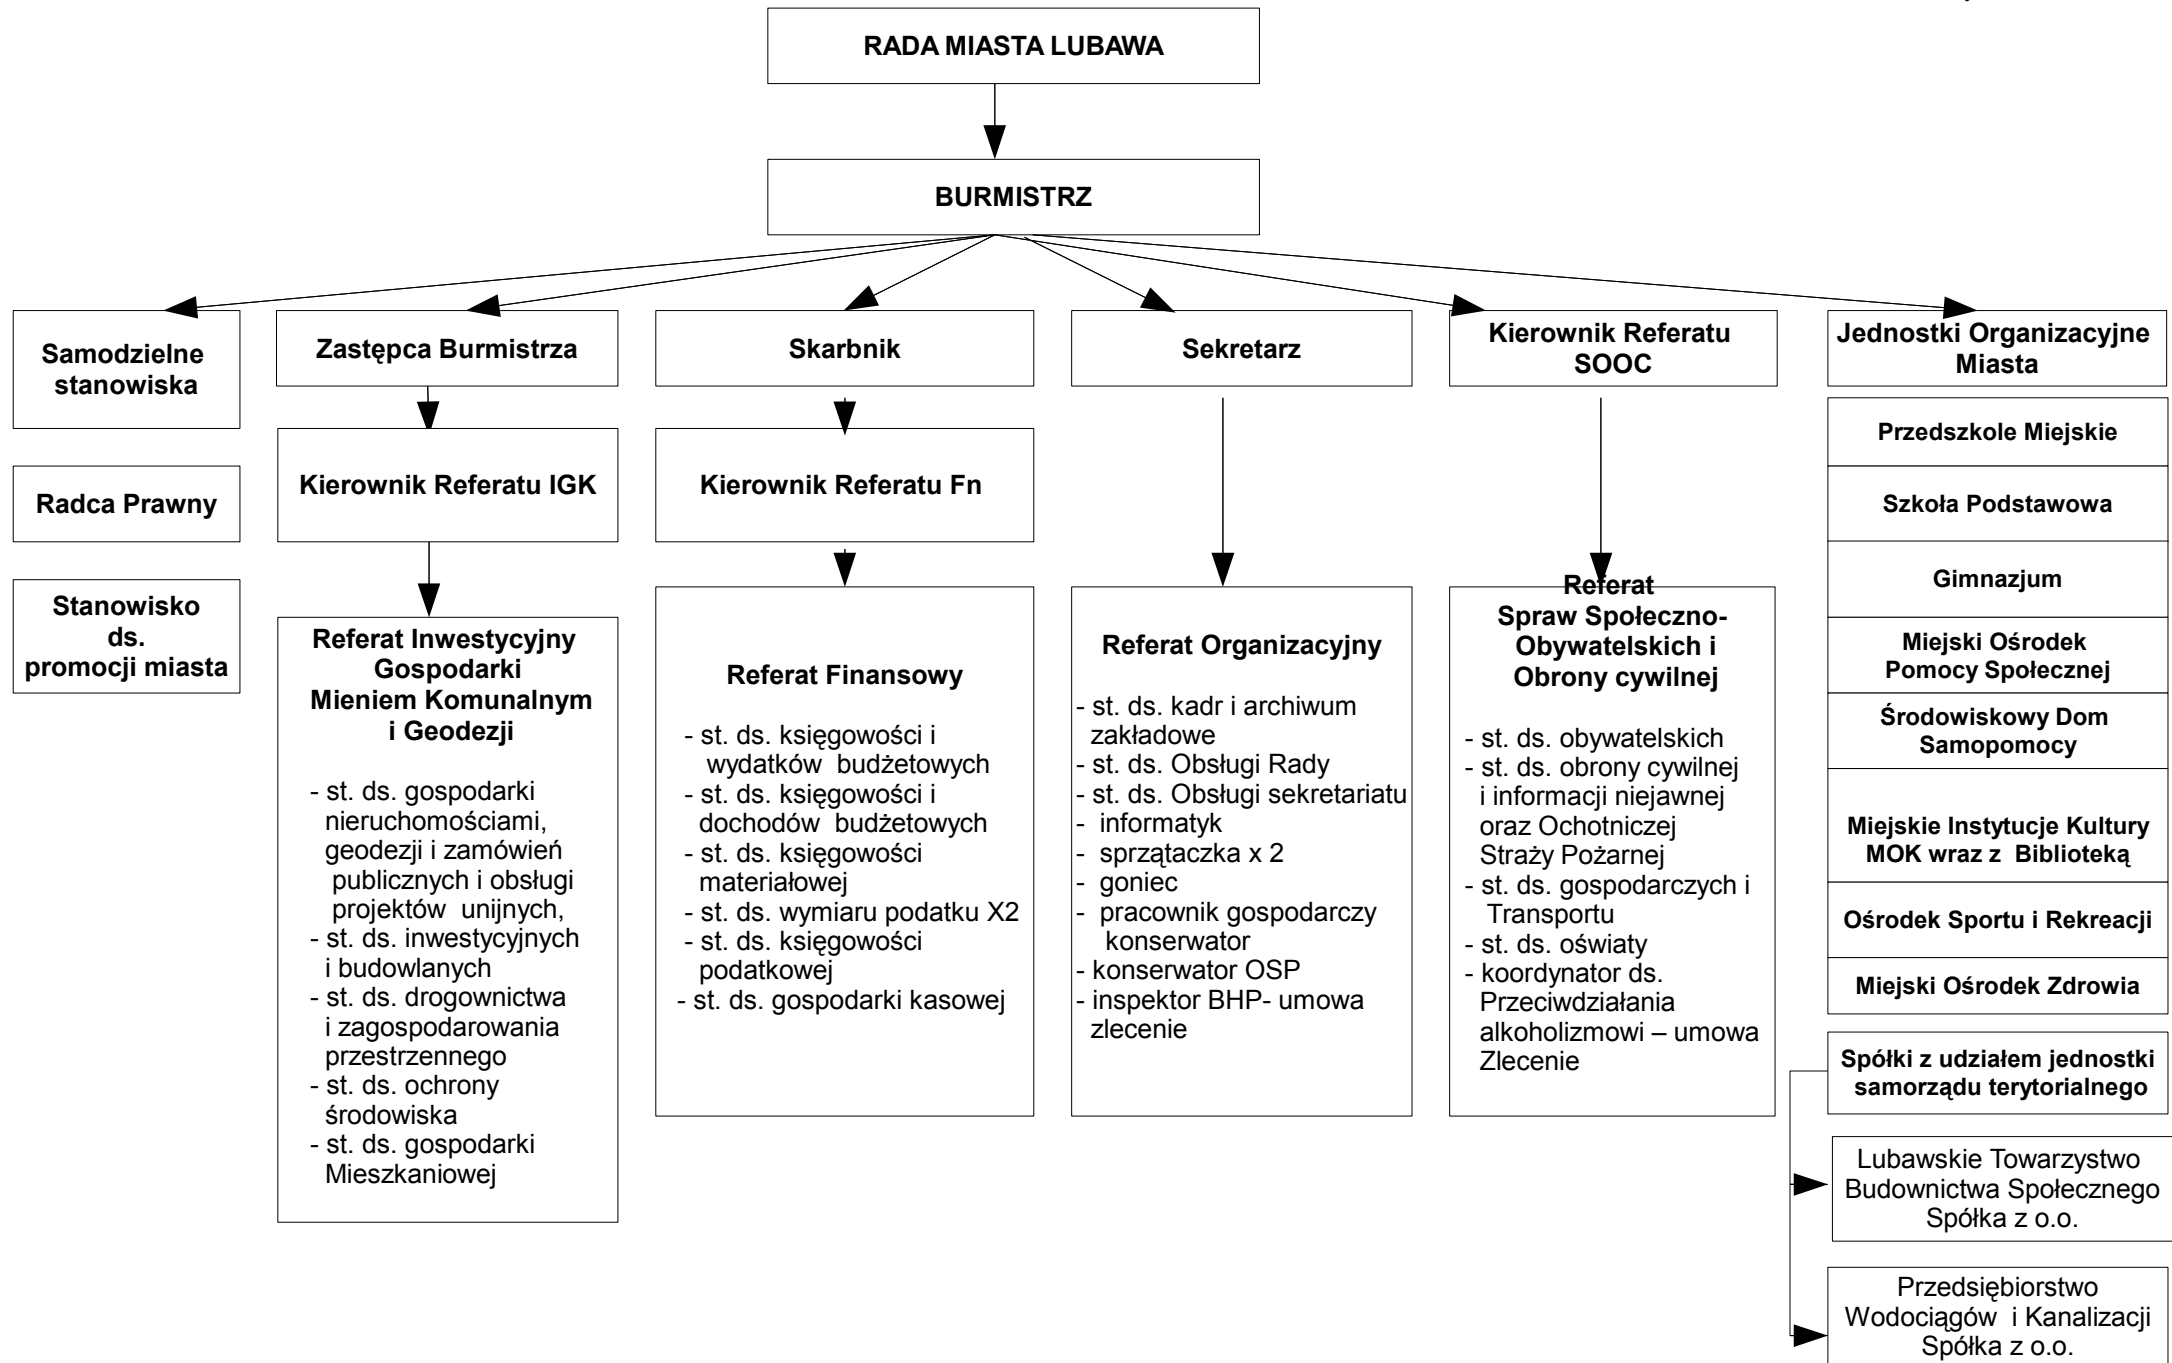 RADA MIASTA LUBAWA
BURMISTRZ
Samodzielne
stanowiska
Radca Prawny
Stanowisko
ds.
promocji miasta
Zastępca Burmistrza
Kierownik Referatu IGK
Referat Inwestycyjny
Gospodarki
Mieniem Komunalnym
i Geodezji
- st. ds. gospodarki
nieruchomościami,
geodezji i zamówień
publicznych i obsługi
projektów unijnych,
- st. ds. inwestycyjnych
i budowlanych
- st. ds. drogownictwa
i zagospodarowania
przestrzennego
- st. ds. ochrony
środowiska
- st. ds. gospodarki
Mieszkaniowej
Skarbnik
Kierownik Referatu Fn
Referat Finansowy
- st. ds. księgowości i
wydatków budżetowych
- st. ds. księgowości i
dochodów budżetowych
- st. ds. księgowości
materiałowej
- st. ds. wymiaru podatku X2
- st. ds. księgowości
podatkowej
- st. ds. gospodarki kasowej
Sekretarz
Referat Organizacyjny
- st. ds. kadr i archiwum
zakładowe
- st. ds. Obsługi Rady
- st. ds. Obsługi sekretariatu
- informatyk
- sprzątaczka x 2
- goniec
- pracownik gospodarczy
konserwator
- konserwator OSP
- inspektor BHP- umowa
zlecenie
Kierownik Referatu
SOOC
Referat
Spraw Społeczno-
Obywatelskich i
Obrony cywilnej
- st. ds. obywatelskich
- st. ds. obrony cywilnej
i informacji niejawnej
oraz Ochotniczej
Straży Pożarnej
- st. ds. gospodarczych i
Transportu
- st. ds. oświaty
- koordynator ds.
Przeciwdziałania
alkoholizmowi – umowa
Zlecenie
Jednostki Organizacyjne
Miasta
Przedszkole Miejskie
Szkoła Podstawowa
Gimnazjum
Miejski Ośrodek
Pomocy Społecznej
Środowiskowy Dom
Samopomocy
Miejskie Instytucje Kultury
MOK wraz z Biblioteką
Ośrodek Sportu i Rekreacji
Miejski Ośrodek Zdrowia
Spółki z udziałem jednostki
samorządu terytorialnego
Lubawskie Towarzystwo
Budownictwa Społecznego
Spółka z o.o.
Przedsiębiorstwo
Wodociągów i Kanalizacji
Spółka z o.o.